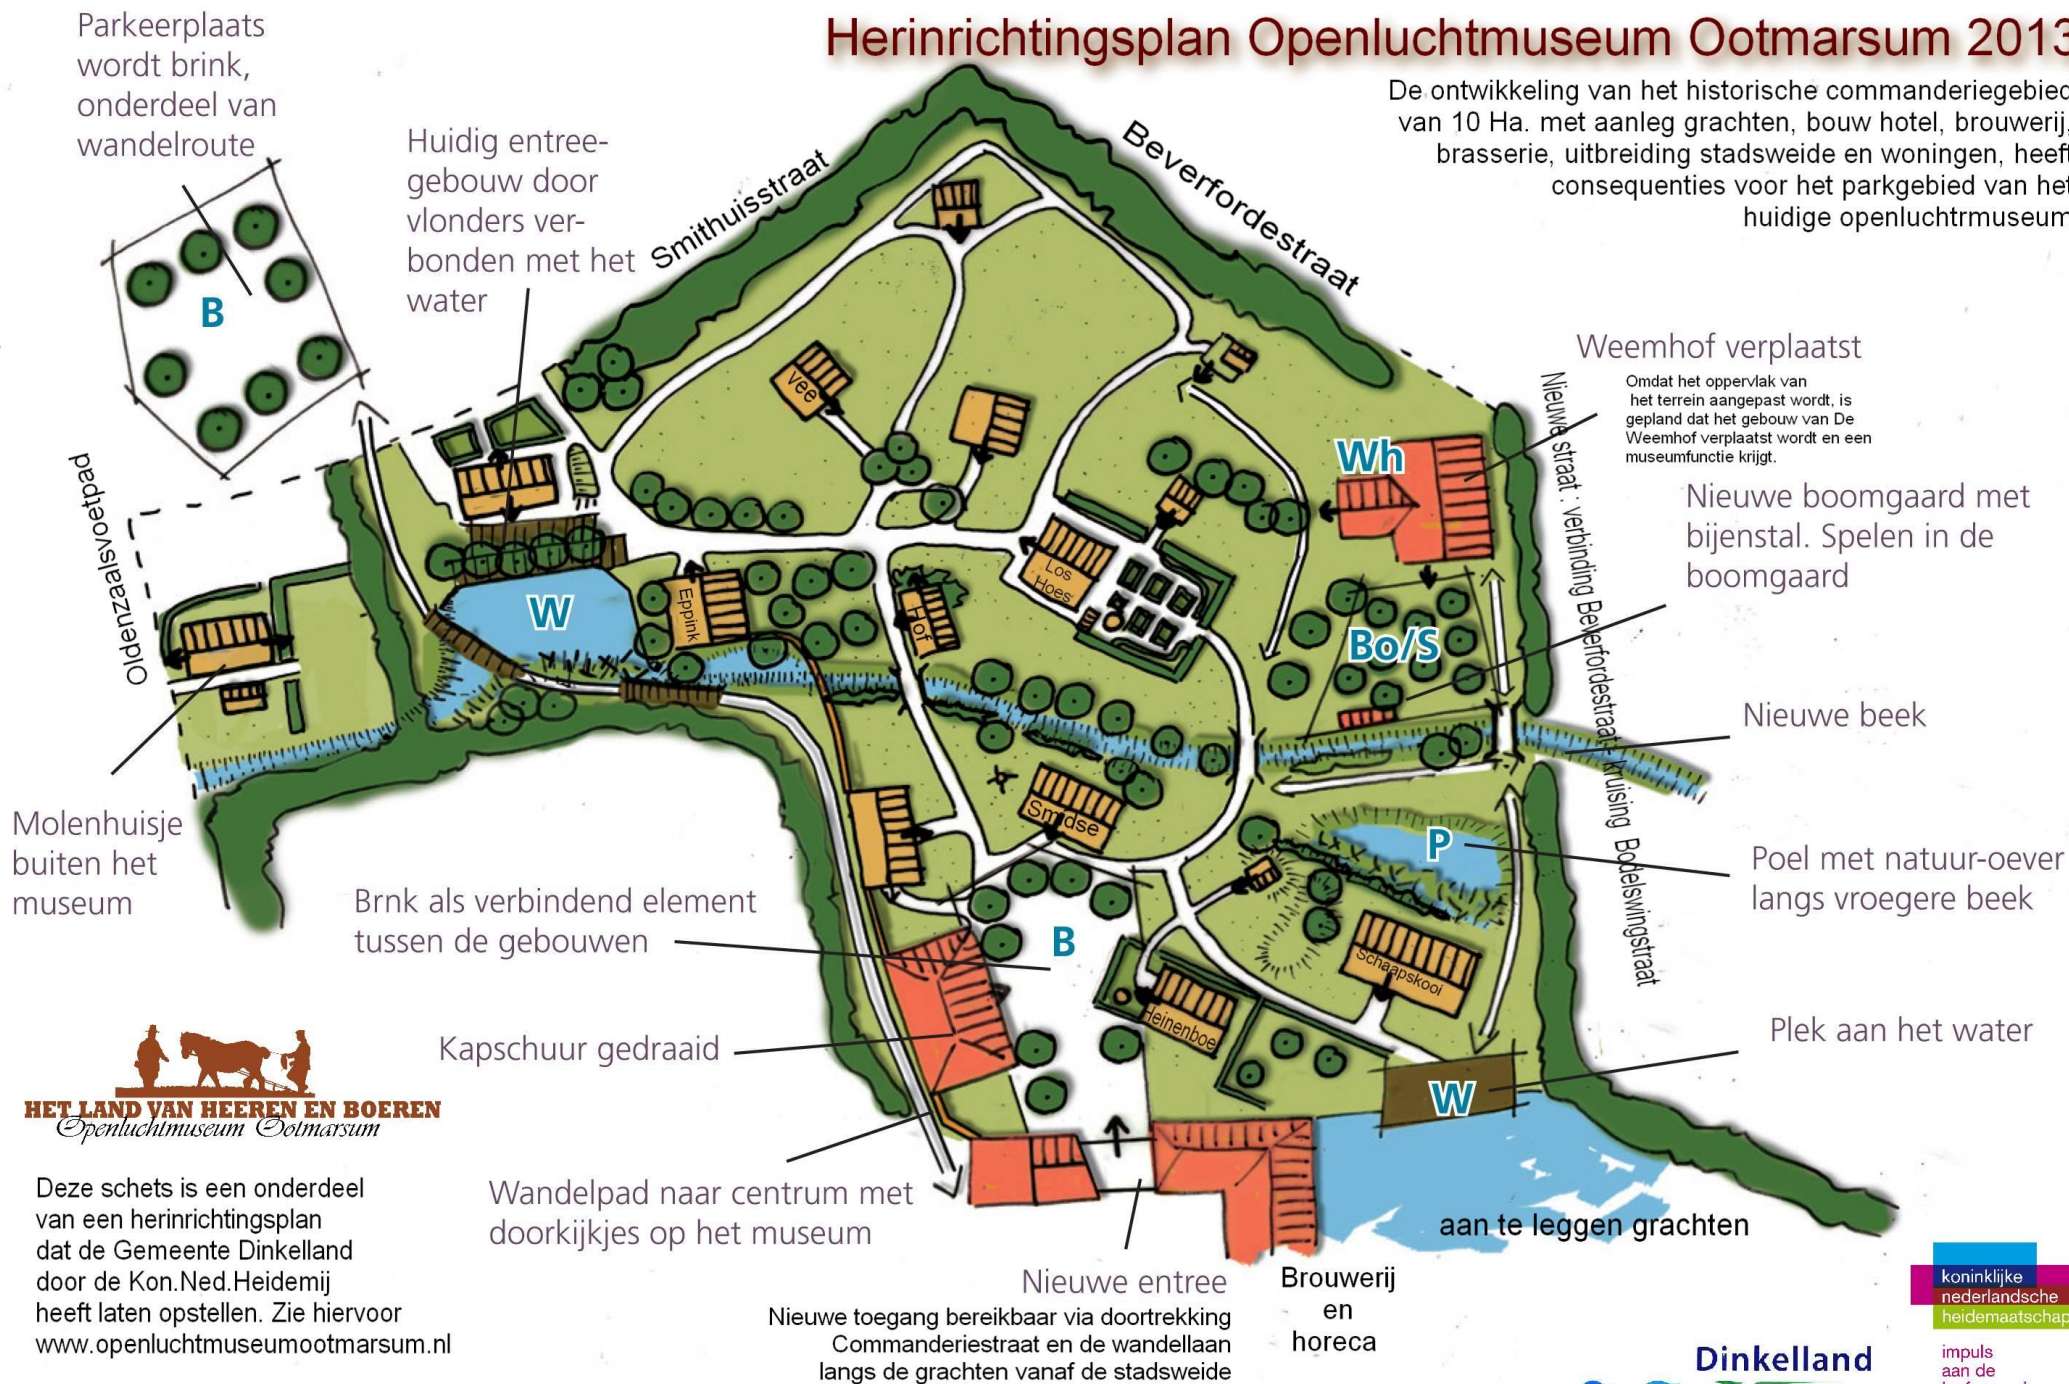 Herinrichtingsplan Openluchtmuseum Ootmarsum 2013
De ontwikkeling van het historische commanderiegebied
van 10 Ha. met aanleg grachten, bouw hotel, brouwerij,
brasserie, uitbreiding stadsweide en woningen, heeft
consequenties voor het parkgebied van het
huidige openluchtrmuseum
Parkeerplaats
wordt brink,
onderdeel van
wandelroute
B
Huidig entree-
gebouw door
vlonders ver-
bonden met het
water
Smithuisstraat
Beverfordestraat
Weemhof verplaatst
Omdat het oppervlak van
het terrein aangepast wordt, is
gepland dat het gebouw van De
Weemhof verplaatst wordt en een
museumfunctie krijgt.
Nieuwe straat : verbinding Beverfordestraat- kruising Bodelswingstraat
Nieuwe boomgaard met
bijenstal. Spelen in de
boomgaard
Nieuwe beek
Poel met natuur-oever
langs vroegere beek
Plek aan het water
Oldenzaalsvoetpad
vee
Wh
Los
Hoes
W
Eppink
Hof
Bo/S
Smidse
P
Schaapskooi
B
Heinenboe
W
Molenhuisje
buiten het
museum
Brnk als verbindend element
tussen de gebouwen
Kapschuur gedraaid
Wandelpad naar centrum met
doorkijkjes op het museum
HET LAND VAN HEEREN EN BOEREN
Openluchtmuseum Ootmarsum
Deze schets is een onderdeel
van een herinrichtingsplan
dat de Gemeente Dinkelland
door de Kon.Ned.Heidemij
heeft laten opstellen. Zie hiervoor
www.openluchtmuseumootmarsum.nl
Nieuwe entree
Nieuwe toegang bereikbaar via doortrekking
Commanderiestraat en de wandellaan
langs de grachten vanaf de stadsweide
Brouwerij
en
horeca
aan te leggen grachten
Dinkelland
koninklijke
nederlandsche
heidemaatschap
impuls
aan de